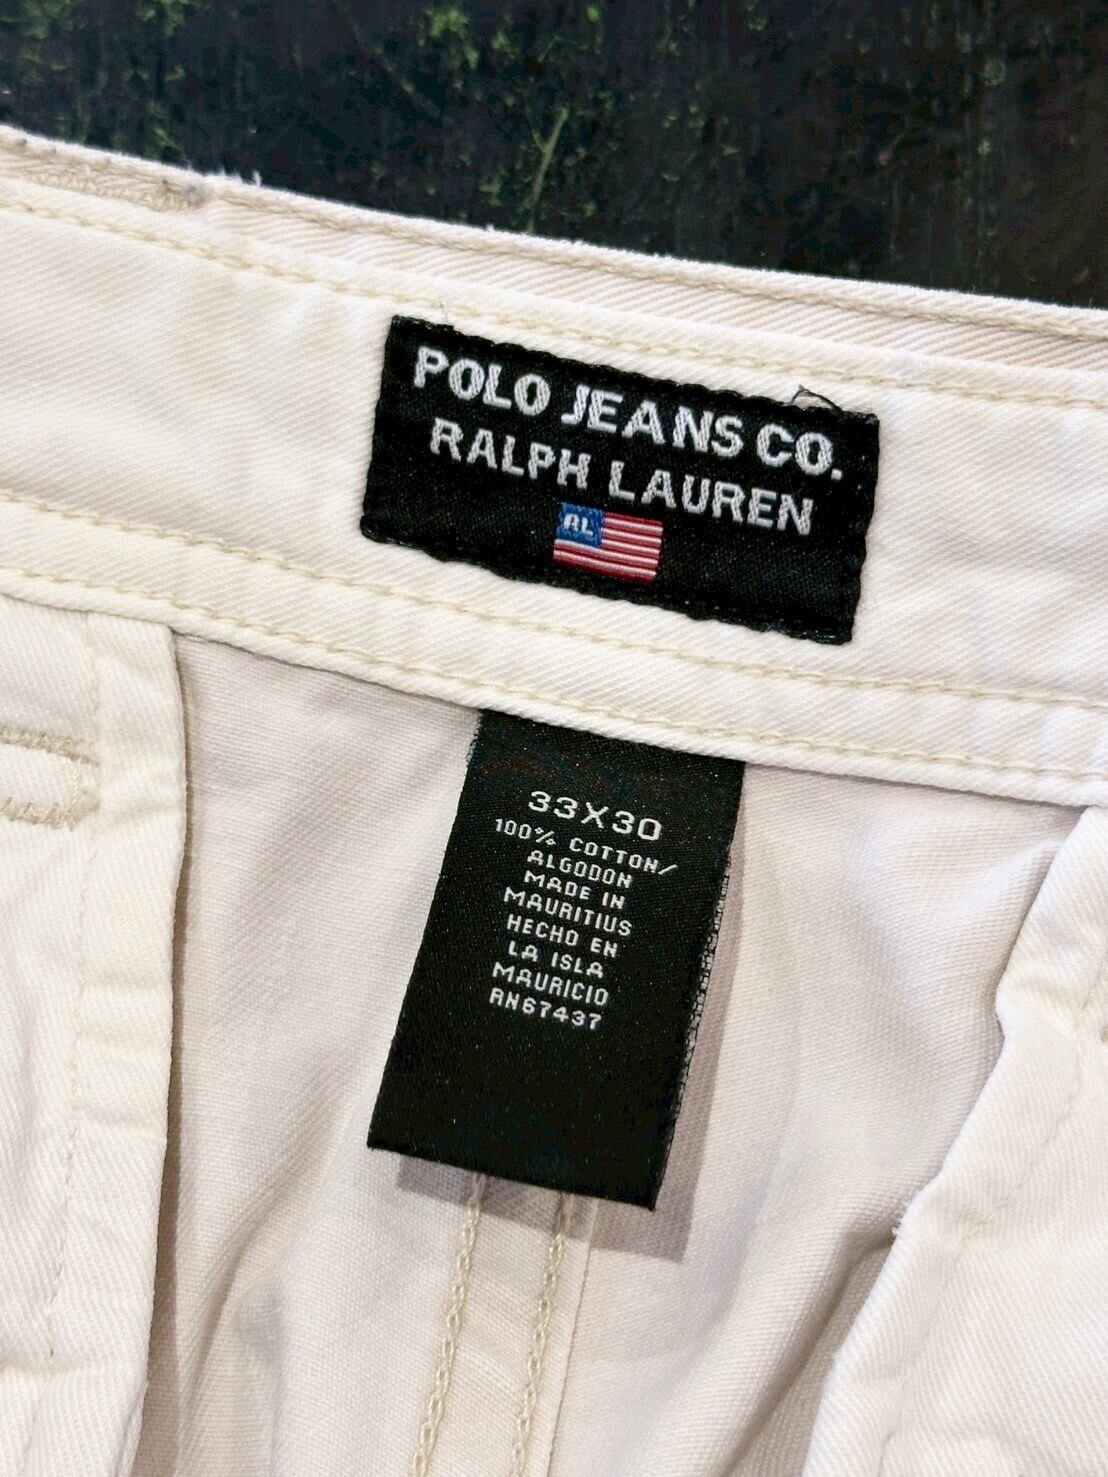 POLO JEANS CO.
RALPH LAUREN
RL
33X30
100% COTTON/
ALGODON
MADE IN
MAURITIUS
HECHO EN
LA ISLA
MAURICIO
RN67437